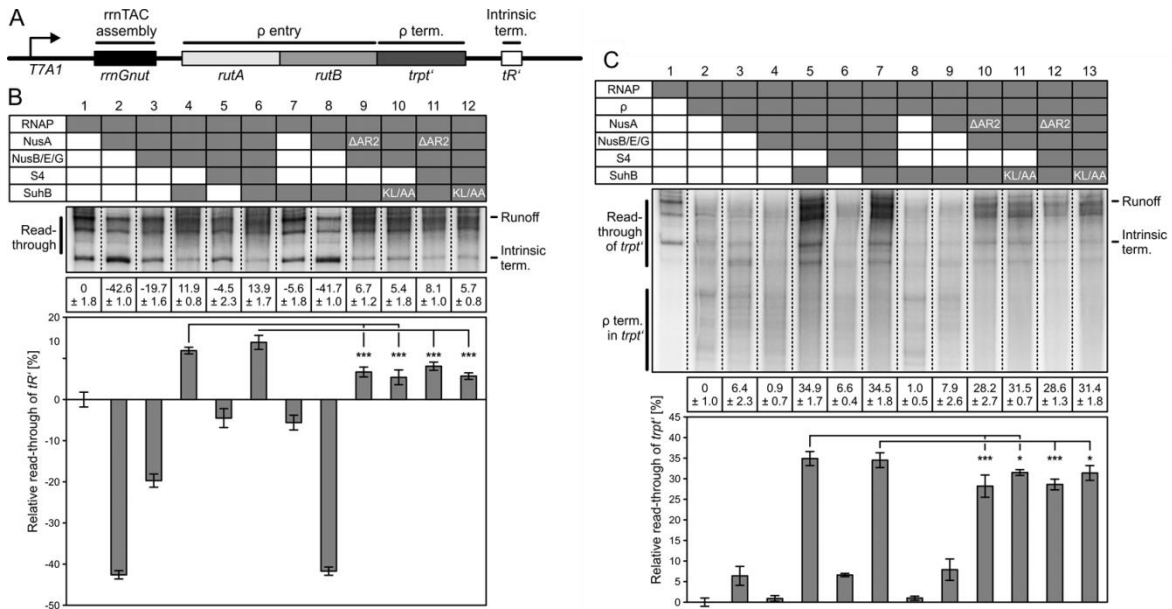 A
rrnTAC
assembly
ρ entry
ρ term.
Intrinsic
term.
T7A1
rrnGnut
rutA
rutB
trpt‘
tR‘
B
1 2 3 4 5 6 7 8 9 10 11 12
RNAP
NusA ΔAR2 ΔAR2
NusB/E/G
S4
SuhB KL/AA KL/AA
Read-
through
Runoff
Intrinsic
term.
0 -42.6 -19.7 11.9 -4.5 13.9 -5.6 -41.7 6.7 5.4 8.1 5.7
± 1.8 ± 1.0 ± 1.6 ± 0.8 ± 2.3 ± 1.7 ± 1.8 ± 1.0 ± 1.2 ± 1.8 ± 1.0 ± 0.8
Relative read-through of tR‘ [%]
20
10
0
-10
-20
-30
-40
-50
*** *** *** ***
C
1 2 3 4 5 6 7 8 9 10 11 12 13
RNAP
ρ
NusA ΔAR2 ΔAR2
NusB/E/G
S4
SuhB KL/AA KL/AA
Read-
through
of trpt‘
ρ term.
in trpt‘
Runoff
Intrinsic
term.
0 6.4 0.9 34.9 6.6 34.5 1.0 7.9 28.2 31.5 28.6 31.4
± 1.0 ± 2.3 ± 0.7 ± 1.7 ± 0.4 ± 1.8 ± 0.5 ± 2.6 ± 2.7 ± 0.7 ± 1.3 ± 1.8
Relative read-through of trpt‘ [%]
45
40
35
30
25
20
15
10
5
0
*** * *** *